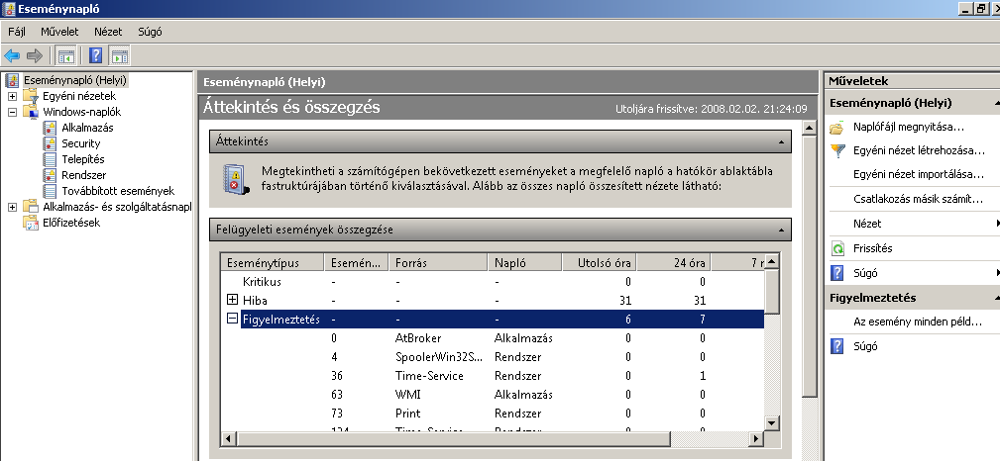 Eseménynapló
Fájl Művelet Nézet Súgó
Eseménynapló (Helyi)
Egyéni nézetek
Windows-naplók
Alkalmazás
Security
Telepítés
Rendszer
Továbbított események
Alkalmazás- és szolgáltatásnapl
Előfizetések
Eseménynapló (Helyi)
Áttekintés és összegzés Utoljára frissítve: 2008.02.02. 21:24:09
Áttekintés
Megtekintheti a számítógépen bekövetkezett eseményeket a megfelelő napló a hatókör ablaktábla
fastruktúrájában történő kiválasztásával. Alább az összes napló összesített nézete látható:
Felügyeleti események összegzése
Eseménytípus Esemén... Forrás Napló Utolsó óra 24 óra 7
Kritikus - - - 0 0
Hiba - - - 31 31
Figyelmeztetés - - - 6 7
0 AtBroker Alkalmazás 0 0
4 SpoolerWin32S... Rendszer 0 0
36 Time-Service Rendszer 0 1
63 WMI Alkalmazás 0 0
73 Print Rendszer 0 0
134 Time-Service Rendszer 0 0
Műveletek
Eseménynapló (Helyi)
Naplófájl megnyitása...
Egyéni nézet létrehozása...
Egyéni nézet importálása...
Csatlakozás másik számít...
Nézet
Frissítés
Súgó
Figyelmeztetés
Az esemény minden péld...
Súgó